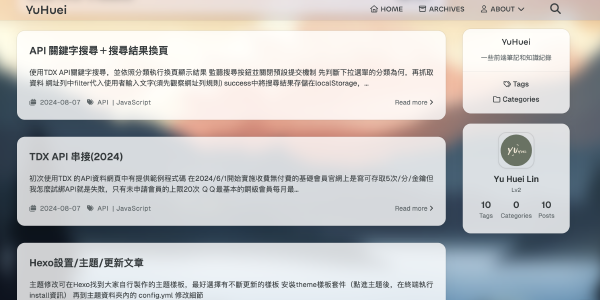 YuHuei
HOME ARCHIVES ABOUT
API 關鍵字搜尋＋搜尋結果換頁
使用TDX API關鍵字搜尋，並依照分類執行換頁顯示結果 監聽搜尋按鈕並關閉預設提交機制 先判斷下拉選單的分類為何，再抓取
資料 網址列中filter代入使用者輸入文字(須先觀察網址列規則) success中將搜尋結果存儲在localStorage，...
2024-08-07 API | JavaScript
Read more
TDX API 串接(2024)
初次使用TDX 的API資料網頁中有提供範例程式碼 在2024/6/1開始實施收費無付費的基礎會員官網上是寫可存取5次/分/金鑰但
我怎麼試綁API就是失敗，只有未申請會員的上限20次 ＱＱ最基本的銅級會員每月最...
2024-08-07 API | JavaScript
Read more
Hexo設置/主題/更新文章
主題修改可在Hexo找到大家自行製作的主題樣板，最好選擇有不斷更新的樣板 安裝theme樣板套件（點進主題後，在終端執行
install資訊） 再到主題資料夾內的 config.yml 修改細節
YuHuei
一些前端筆記和知識紀錄
Tags
Categories
YU
Yu Huei Lin
Lv2
10 0 10
Tags Categories Posts